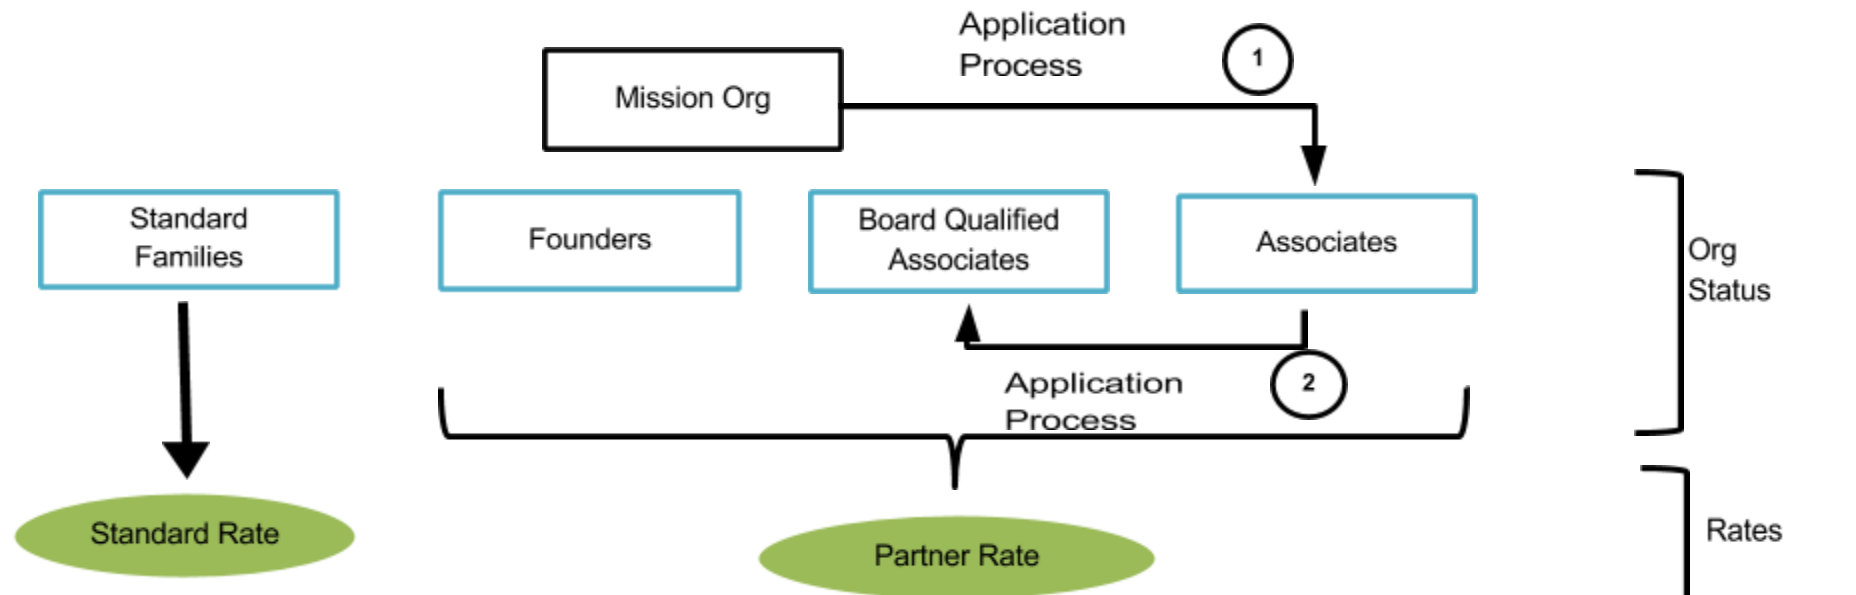 Application
Process
1
Mission Org
Standard
Families
Founders
Board Qualified
Associates
Associates
Org
Status
Application
Process
2
Standard Rate
Partner Rate
Rates